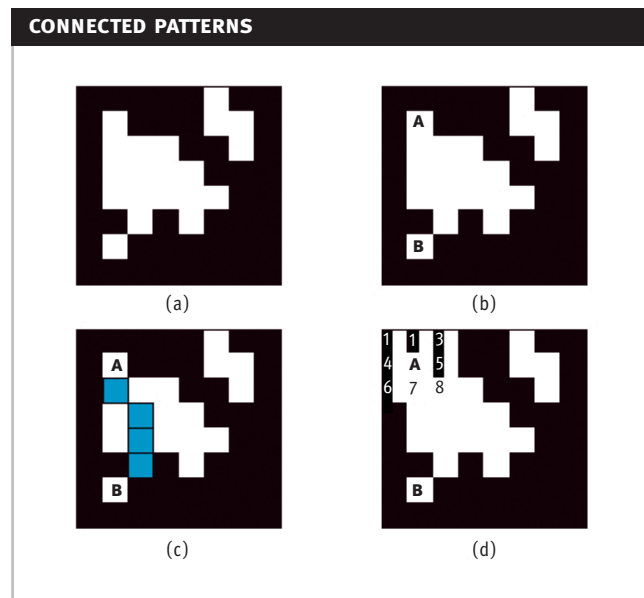 CONNECTED PATTERNS
A
B
(a)
(b)
A
B
(c)
1 1 3
4 A 5
6 7 8
B
(d)